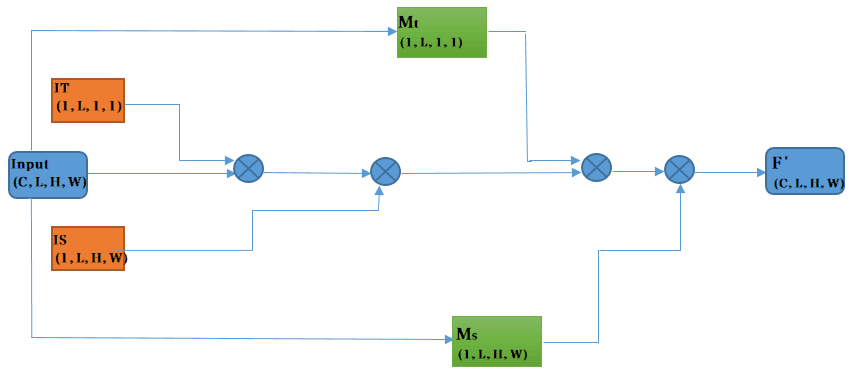 Mt
(1, L, 1, 1)
IT
(1, L, 1, 1)
Input
(C, L, H, W)
F'
(C, L, H, W)
IS
(1, L, H, W)
Ms
(1, L, H, W)